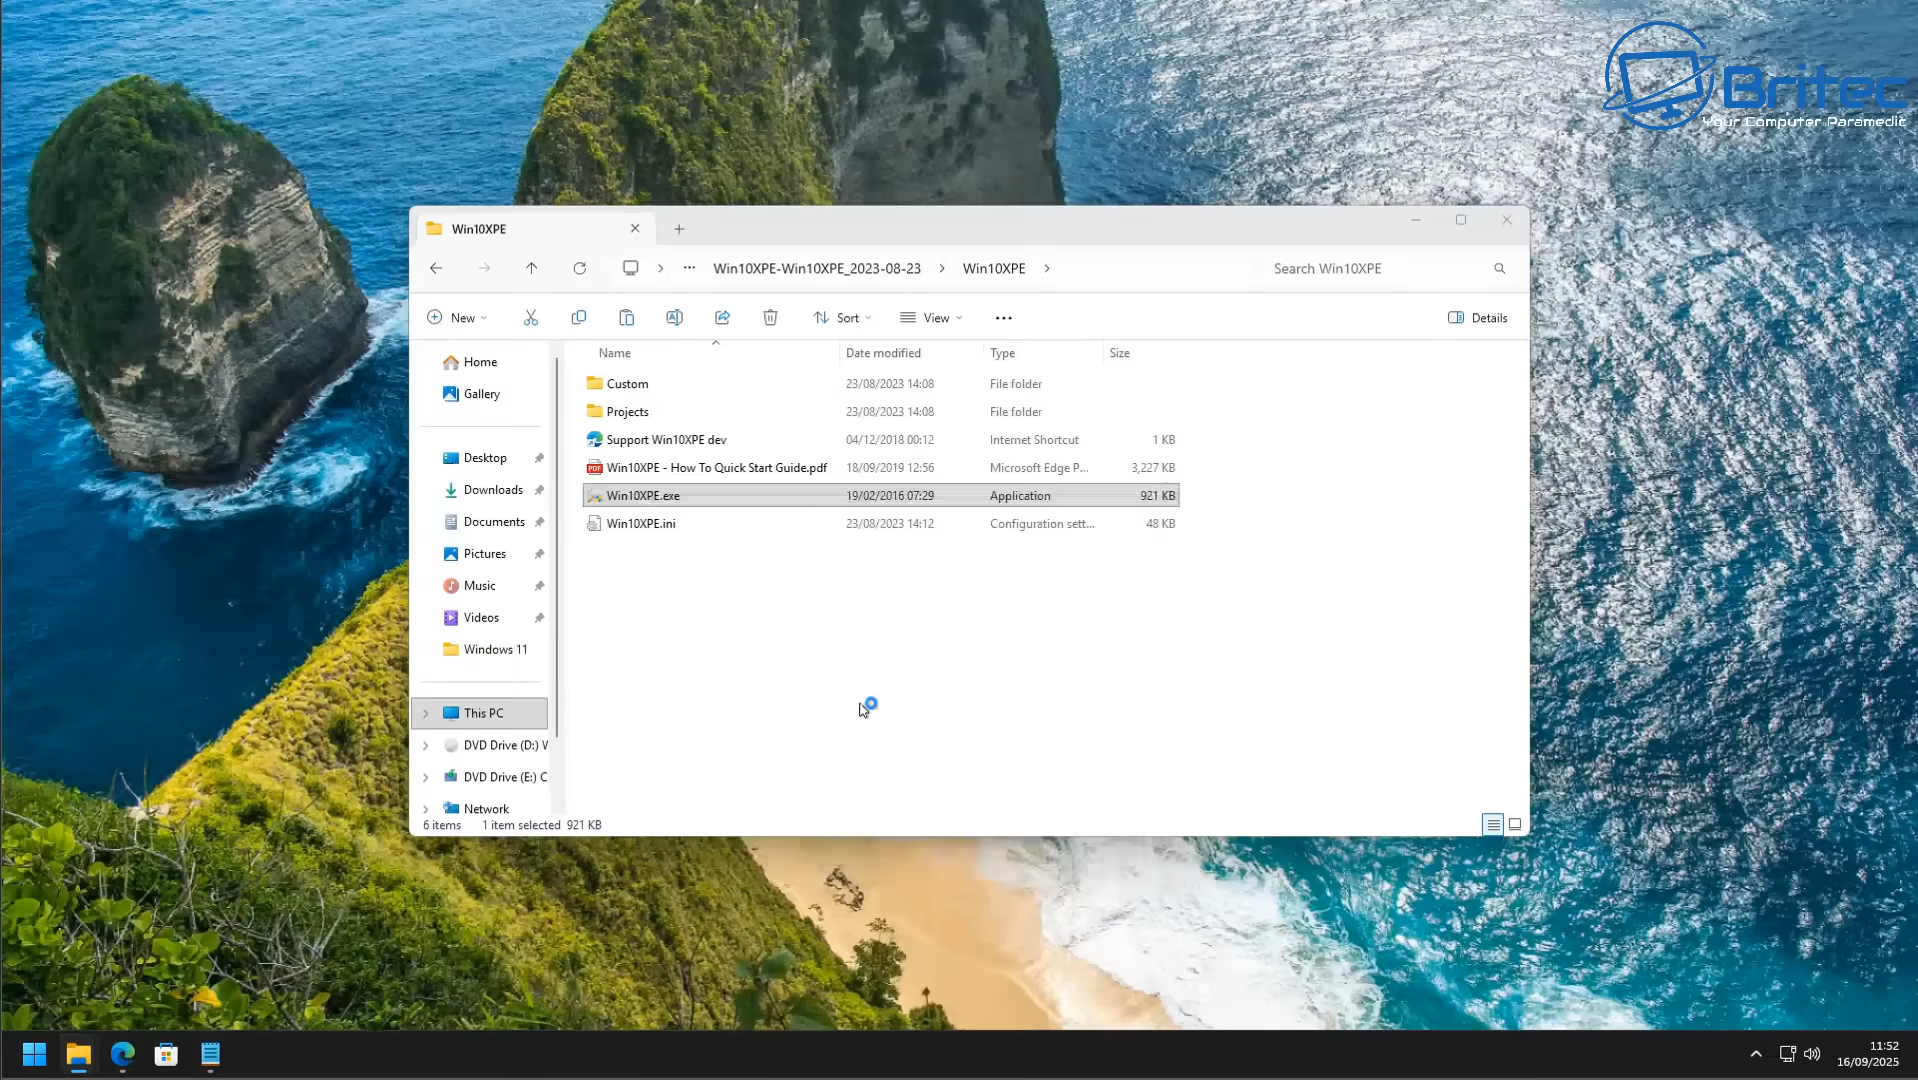 Britec
Your Computer Paramedic
Win10XPE
Win10XPE-Win10XPE_2023-08-23
Win10XPE
Search Win10XPE
New
Sort
View
Details
Name
Date modified
Type
Size
Custom 23/08/2023 14:08 File folder
Projects 23/08/2023 14:08 File folder
Support Win10XPE dev 04/12/2018 00:12 Internet Shortcut 1 KB
PDF Win10XPE - How To Quick Start Guide.pdf 18/09/2019 12:56 Microsoft Edge P... 3,227 KB
Win10XPE.exe 19/02/2016 07:29 Application 921 KB
Win10XPE.ini 23/08/2023 14:12 Configuration sett... 48 KB
Home
Gallery
Desktop
Downloads
Documents
Pictures
Music
Videos
Windows 11
This PC
DVD Drive (D:)
DVD Drive (E:) C
Network
6 items 1 item selected 921 KB
11:52
16/09/2025